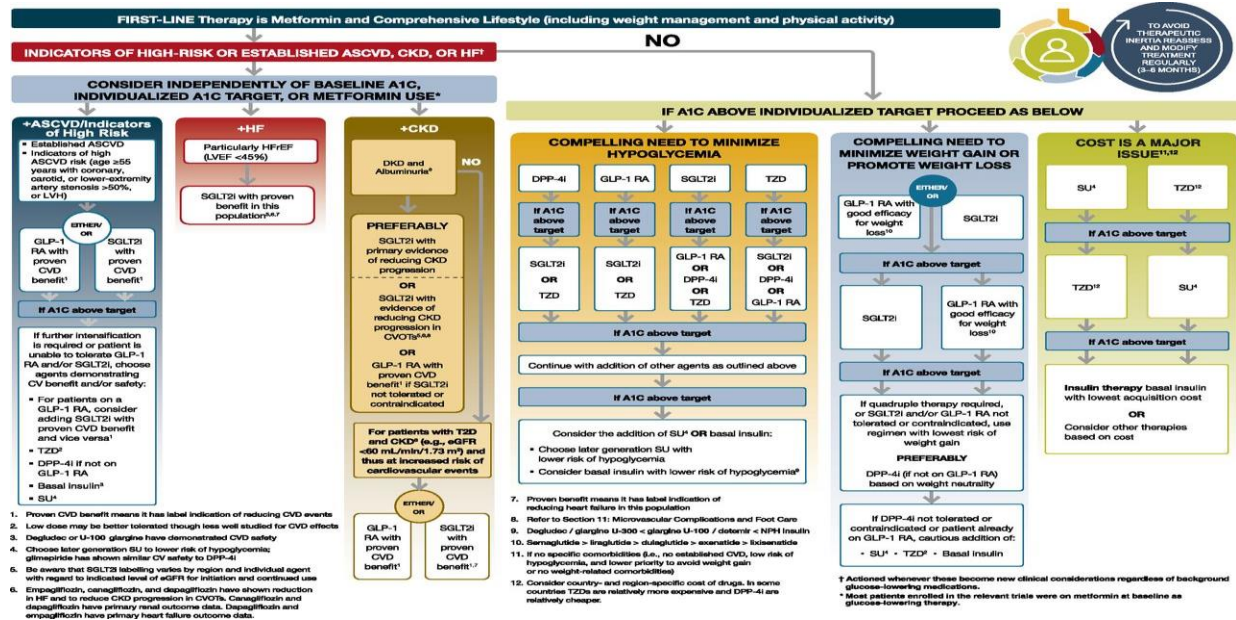 FIRST-LINE Therapy is Metformin and Comprehensive Lifestyle (including weight management and physical activity)
INDICATORS OF HIGH-RISK OR ESTABLISHED ASCVD, CKD, OR HF†
NO
TO AVOID
THERAPEUTIC
INERTIA REASSESS
AND MODIFY
TREATMENT
REGULARLY
(3–6 MONTHS)
CONSIDER INDEPENDENTLY OF BASELINE A1C,
INDIVIDUALIZED A1C TARGET, OR METFORMIN USE*
IF A1C ABOVE INDIVIDUALIZED TARGET PROCEED AS BELOW
+ASCVD/Indicators
of High Risk
▪ Established ASCVD
▪ Indicators of high
ASCVD risk (age ≥55
years with coronary,
carotid, or lower-extremity
artery stenosis >50%,
or LVH)
EITHER/
OR
GLP-1
RA with
proven
CVD
benefit¹
SGLT2i
with
proven
CVD
benefit¹
If A1C above target
If further intensification
is required or patient is
unable to tolerate GLP-1
RA and/or SGLT2i, choose
agents demonstrating
CV benefit and/or safety:
▪ For patients on a
GLP-1 RA, consider
adding SGLT2i with
proven CVD benefit
and vice versa¹
▪ TZD²
▪ DPP-4i if not on
GLP-1 RA
▪ Basal insulin³
▪ SU⁴
+HF
Particularly HFrEF
(LVEF <45%)
SGLT2i with proven
benefit in this
population⁵,⁶,⁷
+CKD
DKD and
Albuminuria⁸
NO
PREFERABLY
SGLT2i with
primary evidence
of reducing CKD
progression
OR
SGLT2i with
evidence of
reducing CKD
progression in
CVOTs⁵,⁶,⁸
OR
GLP-1 RA with
proven CVD
benefit¹ if SGLT2i
not tolerated or
contraindicated
For patients with T2D
and CKD⁸ (e.g., eGFR
<60 mL/min/1.73 m²) and
thus at increased risk of
cardiovascular events
EITHER/
OR
GLP-1
RA with
proven
CVD
benefit¹
SGLT2i
with
proven
CVD
benefit¹,⁷
COMPELLING NEED TO MINIMIZE
HYPOGLYCEMIA
DPP-4i
GLP-1 RA
SGLT2i
TZD
If A1C
above
target
If A1C
above
target
If A1C
above
target
If A1C
above
target
SGLT2i
OR
TZD
SGLT2i
OR
TZD
GLP-1 RA
OR
DPP-4i
OR
TZD
SGLT2i
OR
DPP-4i
OR
GLP-1 RA
If A1C above target
Continue with addition of other agents as outlined above
If A1C above target
Consider the addition of SU⁴ OR basal insulin:
▪ Choose later generation SU with
lower risk of hypoglycemia
▪ Consider basal insulin with lower risk of hypoglycemia⁹
COMPELLING NEED TO
MINIMIZE WEIGHT GAIN OR
PROMOTE WEIGHT LOSS
EITHER/
OR
GLP-1 RA with
good efficacy
for weight
loss¹⁰
SGLT2i
If A1C above target
SGLT2i
GLP-1 RA with
good efficacy
for weight
loss¹⁰
If A1C above target
If quadruple therapy required,
or SGLT2i and/or GLP-1 RA not
tolerated or contraindicated, use
regimen with lowest risk of
weight gain
PREFERABLY
DPP-4i (if not on GLP-1 RA)
based on weight neutrality
If DPP-4i not tolerated or
contraindicated or patient already
on GLP-1 RA, cautious addition of:
▪ SU⁴ ▪ TZD² ▪ Basal insulin
COST IS A MAJOR
ISSUE¹¹,¹²
SU⁴
TZD¹²
If A1C above target
TZD¹²
SU⁴
If A1C above target
Insulin therapy basal insulin
with lowest acquisition cost
OR
Consider other therapies
based on cost
1. Proven CVD benefit means it has label indication of reducing CVD events
2. Low dose may be better tolerated though less well studied for CVD effects
3. Degludec or U-100 glargine have demonstrated CVD safety
4. Choose later generation SU to lower risk of hypoglycemia;
glimepiride has shown similar CV safety to DPP-4i
5. Be aware that SGLT2i labelling varies by region and individual agent
with regard to indicated level of eGFR for initiation and continued use
6. Empagliflozin, canagliflozin, and dapagliflozin have shown reduction
in HF and to reduce CKD progression in CVOTs. Canagliflozin and
dapagliflozin have primary renal outcome data. Dapagliflozin and
empagliflozin have primary heart failure outcome data.
7. Proven benefit means it has label indication of
reducing heart failure in this population
8. Refer to Section 11: Microvascular Complications and Foot Care
9. Degludec / glargine U-300 < glargine U-100 / detemir < NPH insulin
10. Semaglutide > liraglutide > dulaglutide > exenatide > lixisenatide
11. If no specific comorbidities (i.e., no established CVD, low risk of
hypoglycemia, and lower priority to avoid weight gain
or no weight-related comorbidities)
12. Consider country- and region-specific cost of drugs. In some
countries TZDs are relatively more expensive and DPP-4i are
relatively cheaper.
† Actioned whenever these become new clinical considerations regardless of background
glucose-lowering medications.
* Most patients enrolled in the relevant trials were on metformin at baseline as
glucose-lowering therapy.